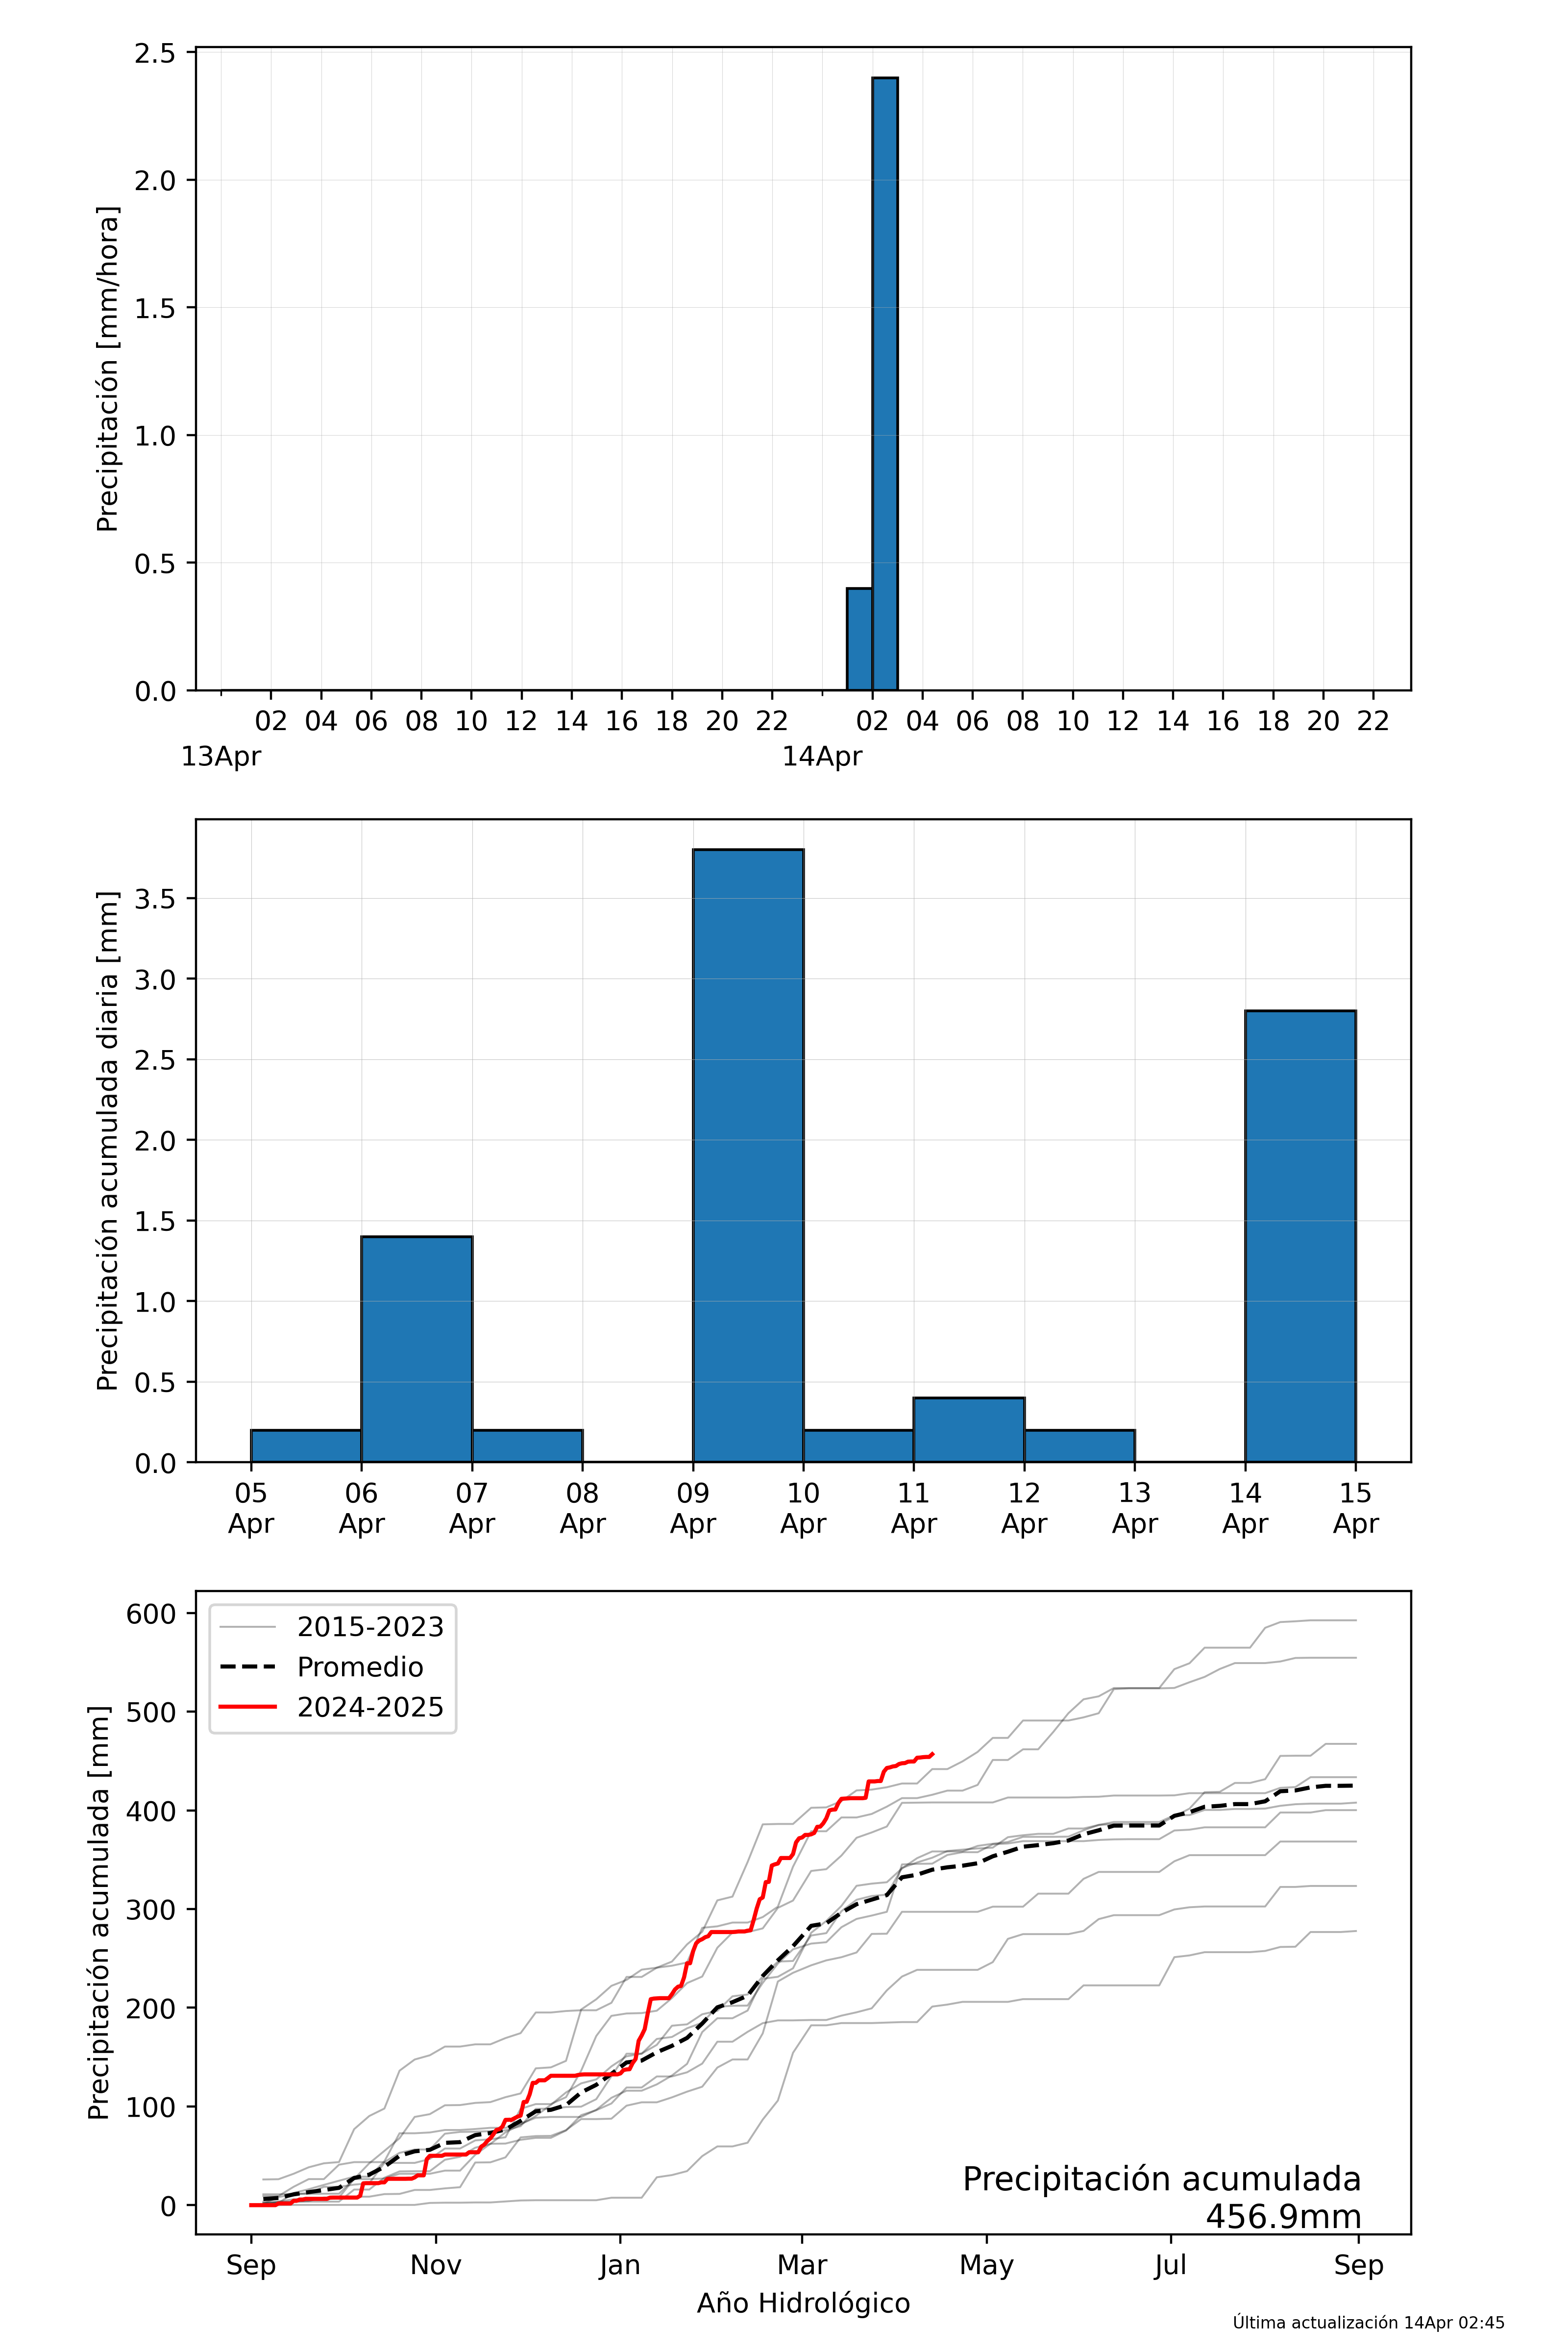 2.5
2.0
1.5
1.0
0.5
0.0
Precipitación [mm/hora]
02 04 06 08 10 12 14 16 18 20 22 02 04 06 08 10 12 14 16 18 20 22
13Apr 14Apr
3.5
3.0
2.5
2.0
1.5
1.0
0.5
0.0
Precipitación acumulada diaria [mm]
05 06 07 08 09 10 11 12 13 14 15
Apr Apr Apr Apr Apr Apr Apr Apr Apr Apr Apr
600
500
400
300
200
100
0
Precipitación acumulada [mm]
2015-2023
Promedio
2024-2025
Precipitación acumulada
456.9mm
Sep Nov Jan Mar May Jul Sep
Año Hidrológico
Última actualización 14Apr 02:45